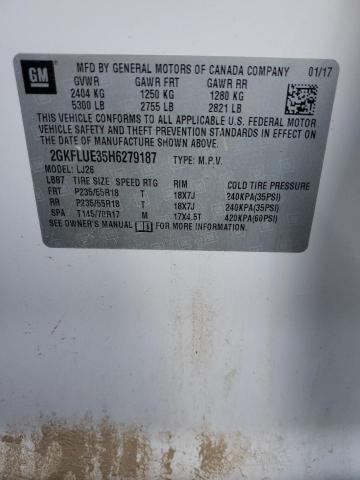 GM
MFD BY GENERAL MOTORS OF CANADA COMPANY 01/17
GVWR GAWR FRT GAWR RR
2404 KG 1250 KG 1280 KG
5300 LB 2755 LB 2821 LB
THIS VEHICLE CONFORMS TO ALL APPLICABLE U.S. FEDERAL MOTOR
VEHICLE SAFETY, BUMPER, AND THEFT PREVENTION STANDARDS IN EFFECT ON
THE DATE OF MANUFACTURE SHOWN ABOVE.
2GKFLUE35H6279187 TYPE: M.P.V.
MODEL: LJ26
LBB7 TIRE SIZE SPEED RTG RIM COLD TIRE PRESSURE
FRT P235/55R18 T 18X7J 240KPA(35PSI)
RR P235/55R18 T 18X7J 240KPA(35PSI)
SPA T145/70R17 M 17X4.5T 420KPA(60PSI)
SEE OWNER'S MANUAL FOR MORE INFORMATION.